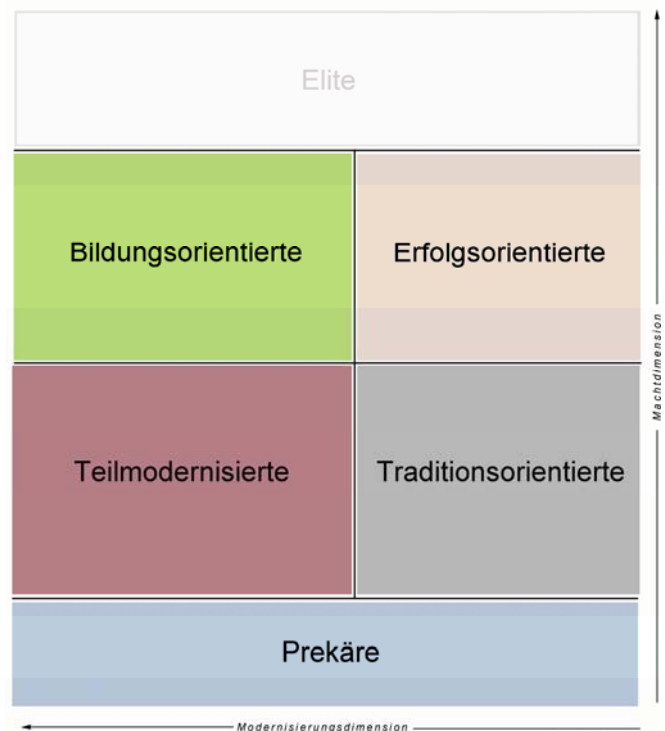 Elite
Bildungsorientierte
Erfolgsorientierte
Machtdimension
Teilmodernisierte
Traditionsorientierte
Prekäre
Modernisierungsdimension